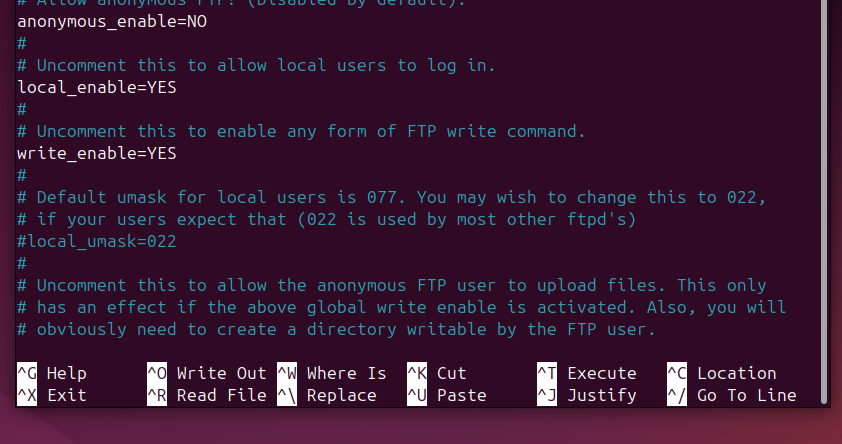 # Allow anonymous FTP? (Disabled by default).
anonymous_enable=NO
#
# Uncomment this to allow local users to log in.
local_enable=YES
#
# Uncomment this to enable any form of FTP write command.
write_enable=YES
#
# Default umask for local users is 077. You may wish to change this to 022,
# if your users expect that (022 is used by most other ftpd's)
#local_umask=022
#
# Uncomment this to allow the anonymous FTP user to upload files. This only
# has an effect if the above global write enable is activated. Also, you will
# obviously need to create a directory writable by the FTP user.
^G Help ^O Write Out ^W Where Is ^K Cut ^T Execute ^C Location
^X Exit ^R Read File ^\ Replace ^U Paste ^J Justify ^/ Go To Line